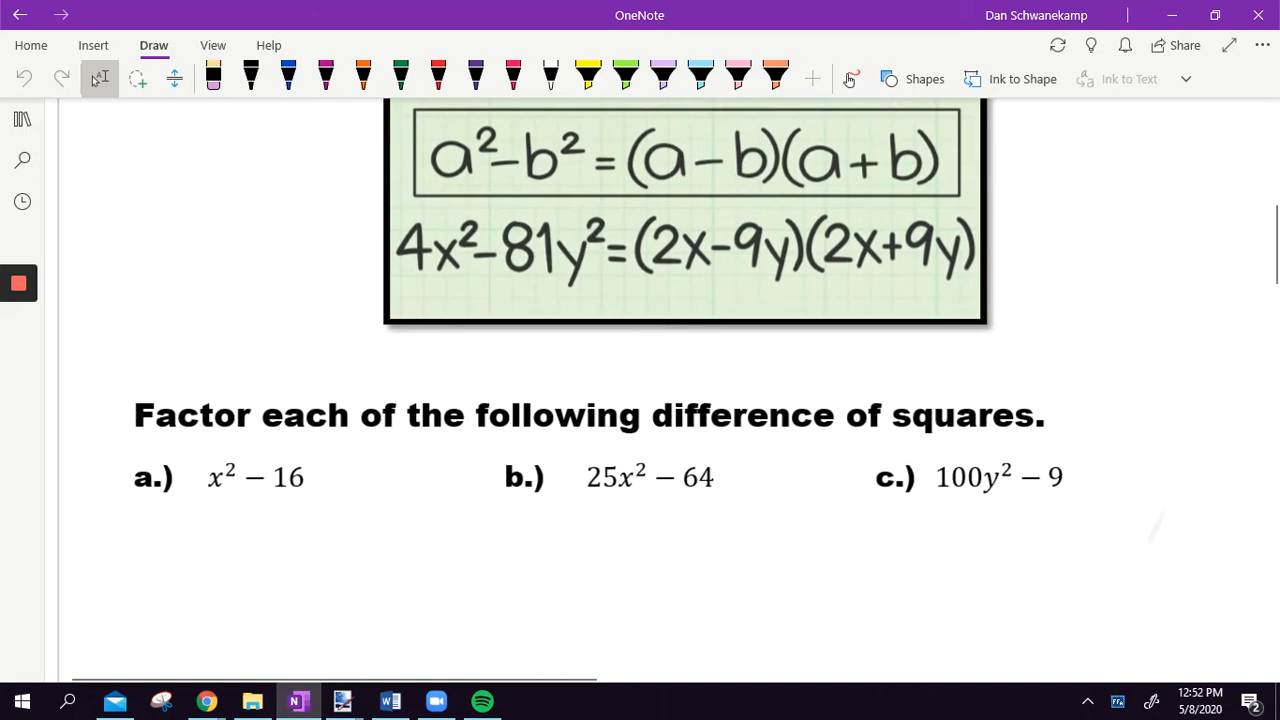 OneNote
Dan Schwanekamp
Home Insert Draw View Help
Share
Shapes Ink to Shape Ink to Text
a² − b² = (a − b)(a + b)
4x² − 81y² = (2x − 9y)(2x + 9y)
Factor each of the following difference of squares.
a.) x² − 16 b.) 25x² − 64 c.) 100y² − 9
12:52 PM
5/8/2020
2